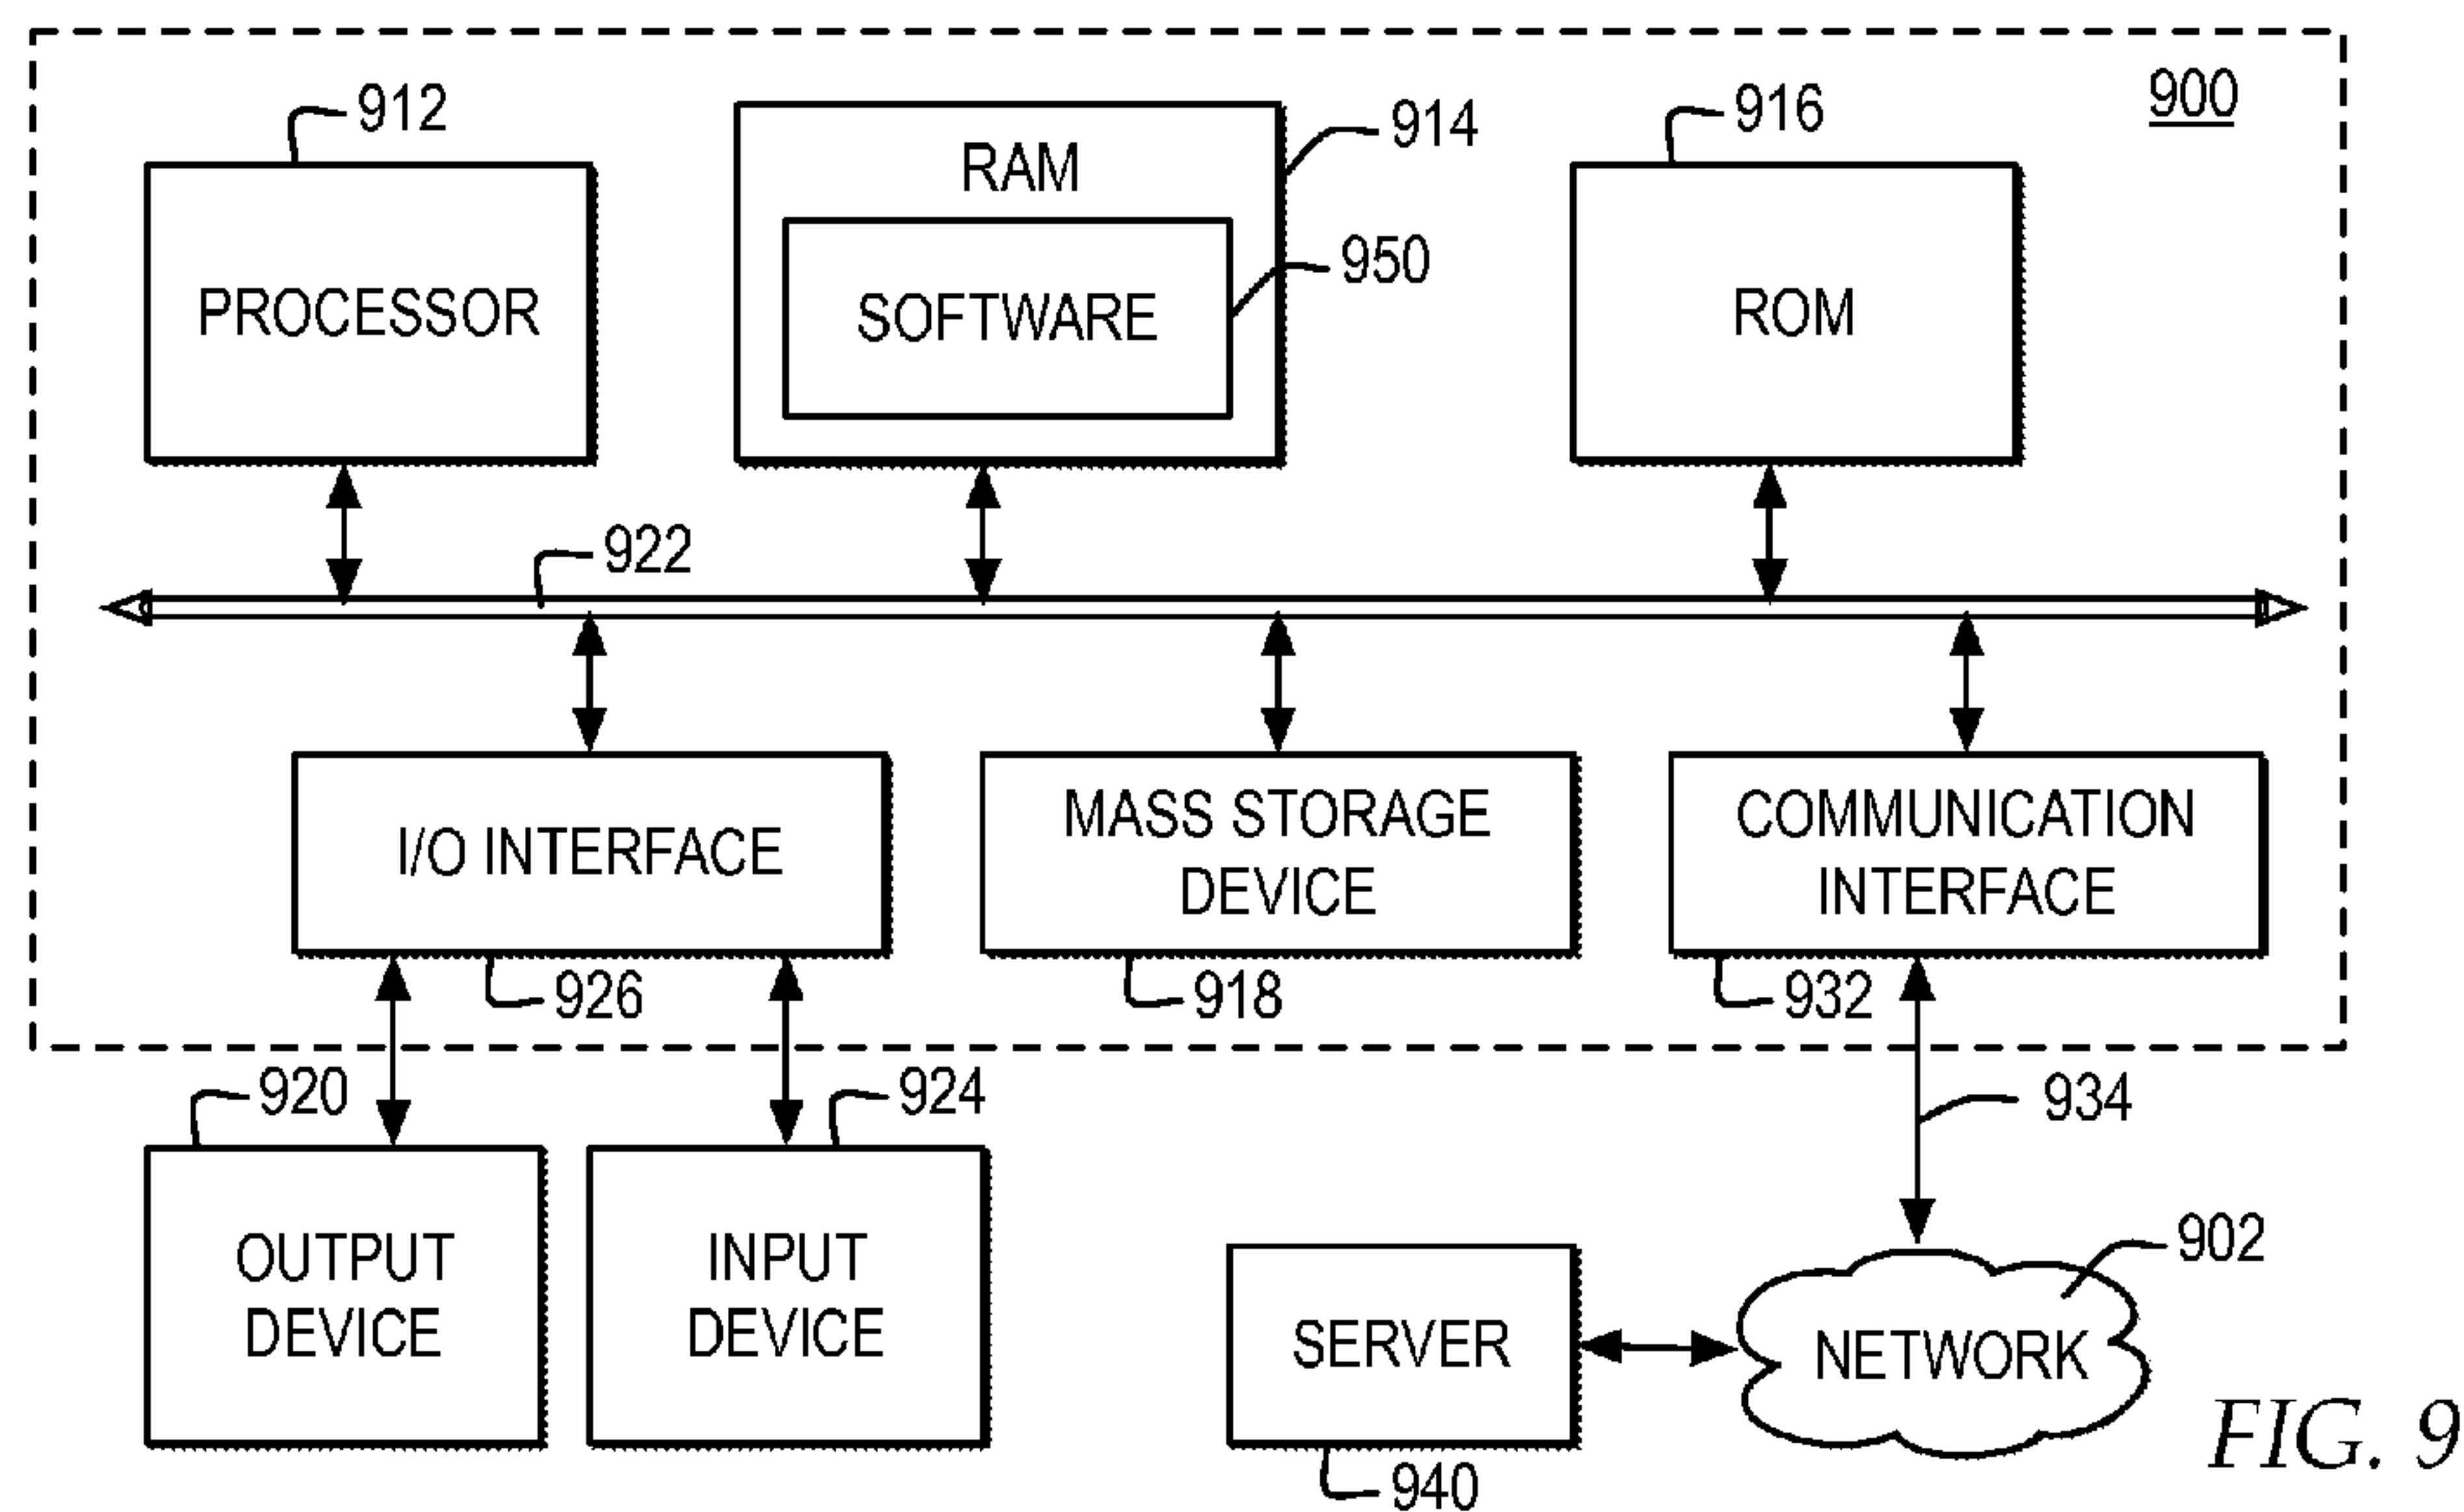 900
912
914
916
RAM
PROCESSOR
SOFTWARE
950
ROM
922
I/O INTERFACE
MASS STORAGE
DEVICE
COMMUNICATION
INTERFACE
926
918
932
920
924
934
OUTPUT
DEVICE
INPUT
DEVICE
902
SERVER
NETWORK
940
FIG. 9